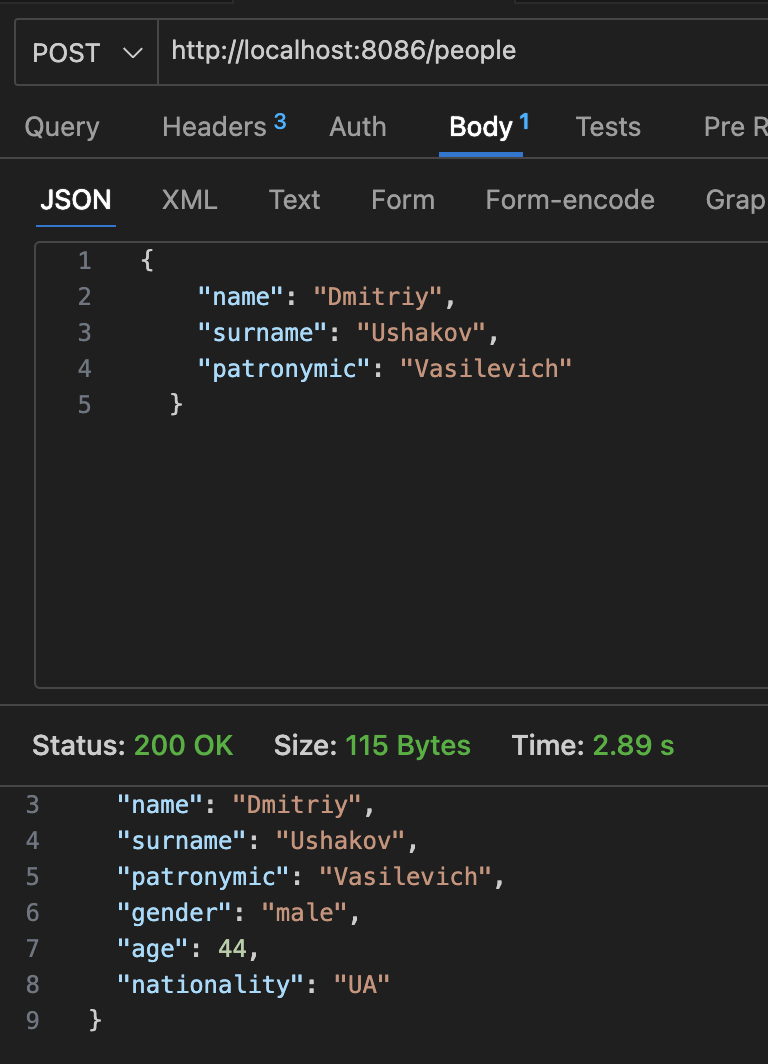 POST http://localhost:8086/people
Query Headers 3 Auth Body 1 Tests Pre R
JSON XML Text Form Form-encode Grap
1 {
2 "name": "Dmitriy",
3 "surname": "Ushakov",
4 "patronymic": "Vasilevich"
5 }
Status: 200 OK Size: 115 Bytes Time: 2.89 s
3 "name": "Dmitriy",
4 "surname": "Ushakov",
5 "patronymic": "Vasilevich",
6 "gender": "male",
7 "age": 44,
8 "nationality": "UA"
9 }